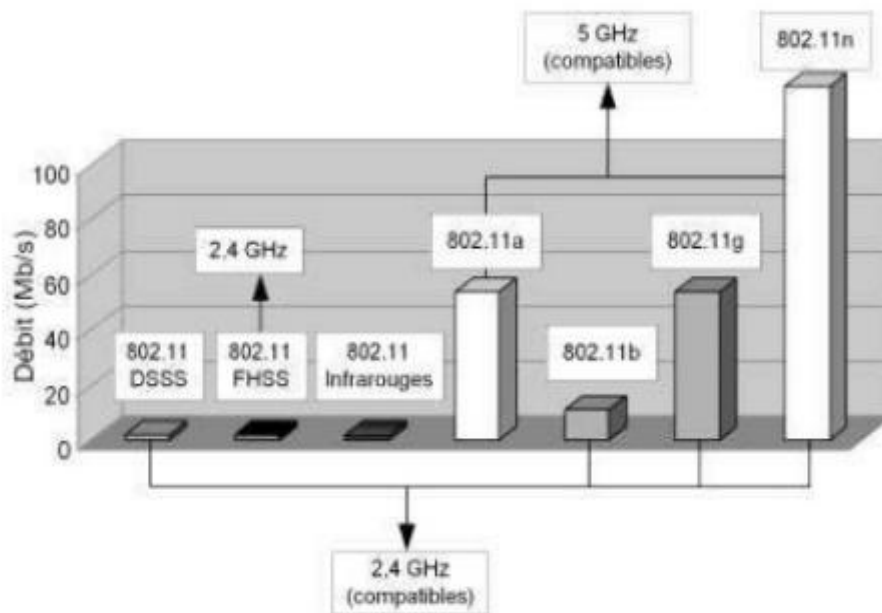 5 GHz
(compatibles)
802.11n
2,4 GHz
802.11a
802.11g
802.11
DSSS
802.11
FHSS
802.11
Infrarouges
802.11b
Débit (Mb/s)
100
80
60
40
20
0
2,4 GHz
(compatibles)